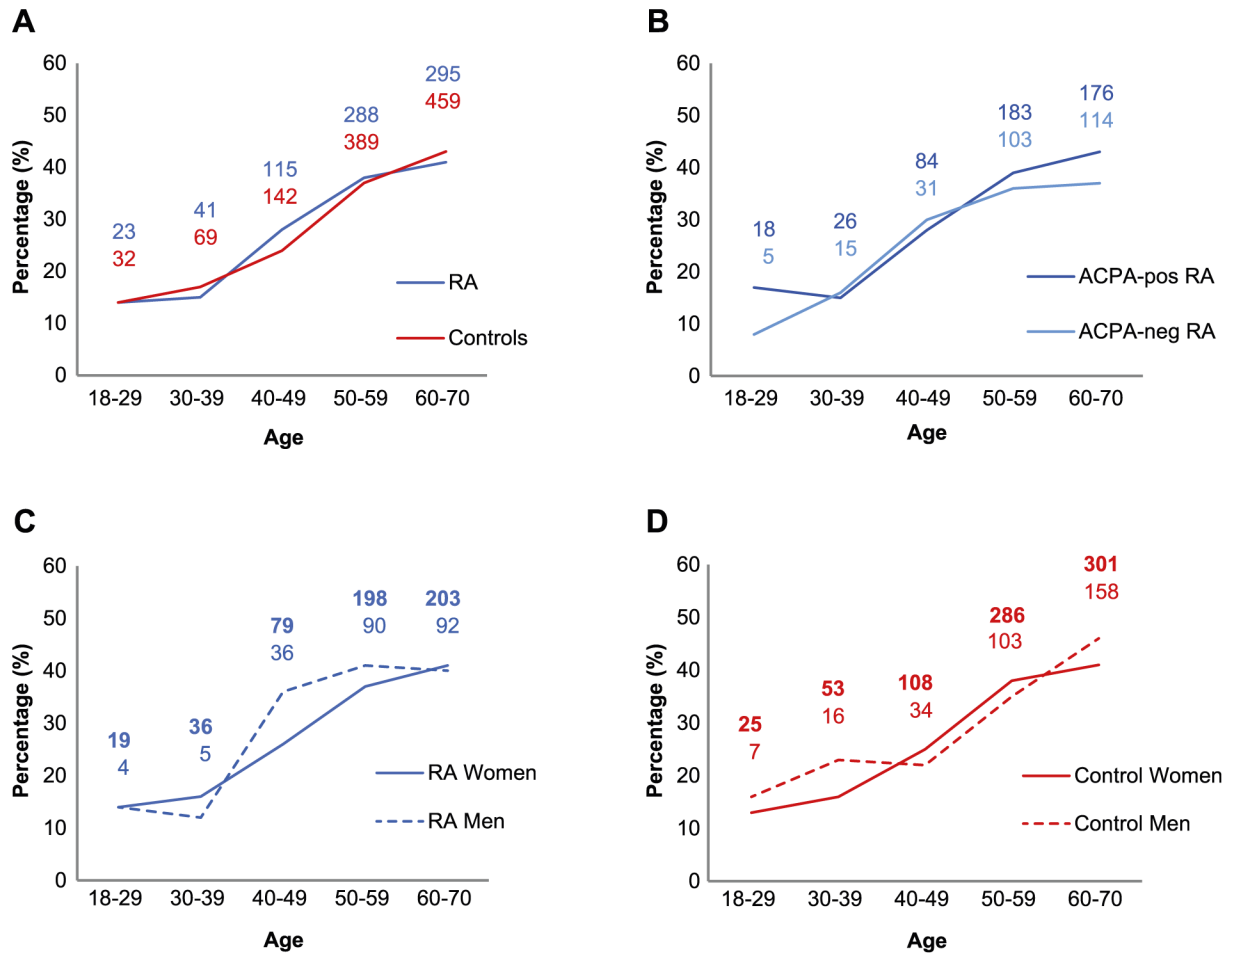 A
Percentage (%)
60
50
40
30
20
10
0
295
459
288
389
115
142
41
69
23
32
RA
Controls
18-29 30-39 40-49 50-59 60-70
Age
B
Percentage (%)
60
50
40
30
20
10
0
176
114
183
103
84
31
26
15
18
5
ACPA-pos RA
ACPA-neg RA
18-29 30-39 40-49 50-59 60-70
Age
C
Percentage (%)
60
50
40
30
20
10
0
198 203
90 92
79
36
36
5
19
4
RA Women
RA Men
18-29 30-39 40-49 50-59 60-70
Age
D
Percentage (%)
60
50
40
30
20
10
0
301
158
286
103
108
34
53
16
25
7
Control Women
Control Men
18-29 30-39 40-49 50-59 60-70
Age